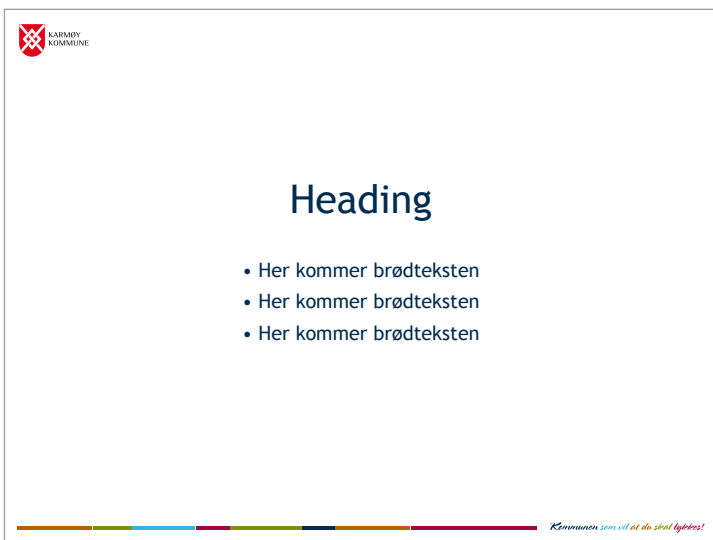 KARMØY
KOMMUNE
Heading
• Her kommer brødteksten
• Her kommer brødteksten
• Her kommer brødteksten
Kommunen som vil at du skal lykkes!